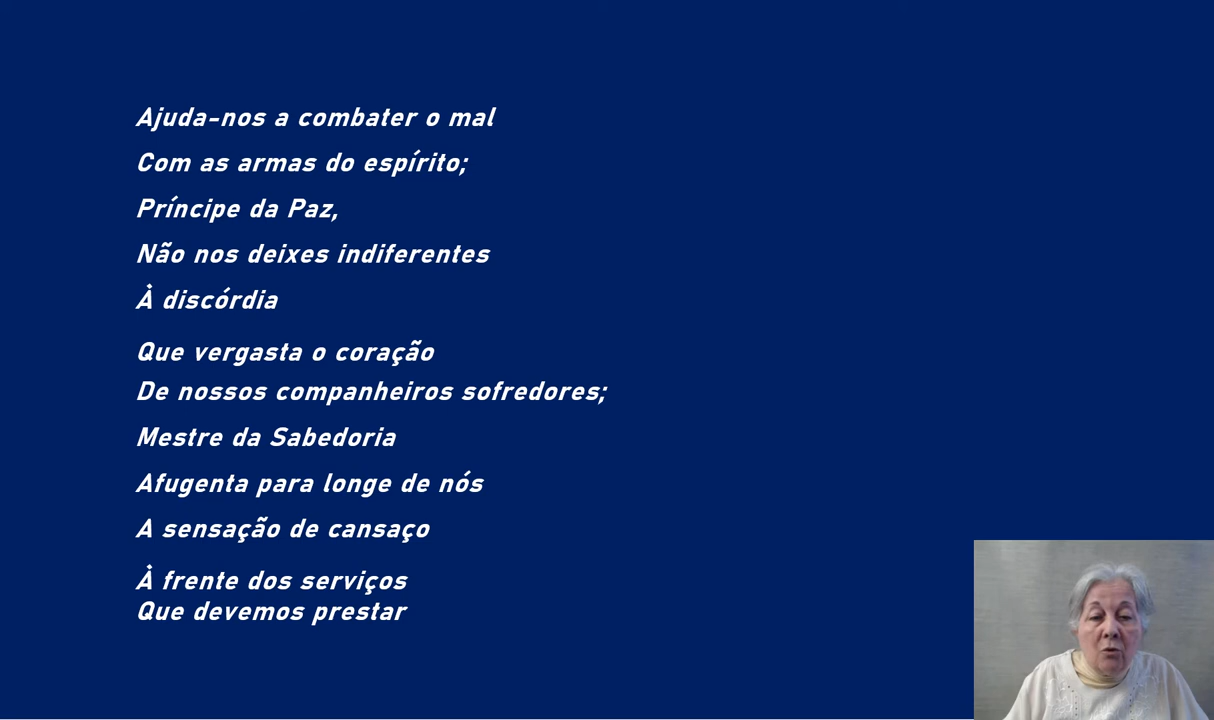 Ajuda-nos a combater o mal
Com as armas do espírito;
Príncipe da Paz,
Não nos deixes indiferentes
À discórdia
Que vergasta o coração
De nossos companheiros sofredores;
Mestre da Sabedoria
Afugenta para longe de nós
A sensação de cansaço
À frente dos serviços
Que devemos prestar